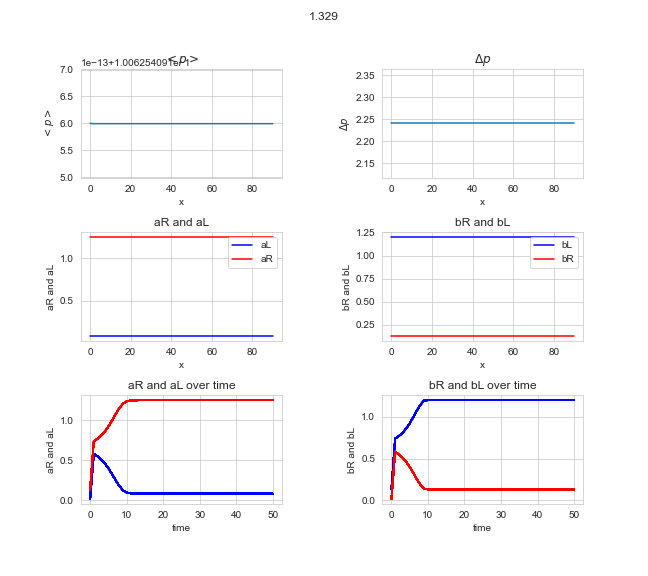 1.329
<p>
1e−13+1.00625409
Δp
7.0
6.5
6.0
5.5
5.0
<p>
0 20 40 60 80
x
2.35
2.30
2.25
2.20
2.15
Δp
0 20 40 60 80
x
aR and aL
1.0
0.5
aR and aL
aL
aR
0 20 40 60 80
x
bR and bL
1.25
1.00
0.75
0.50
0.25
bR and bL
bL
bR
0 20 40 60 80
x
aR and aL over time
1.0
0.5
0.0
aR and aL
0 10 20 30 40 50
time
bR and bL over time
1.0
0.5
0.0
bR and bL
0 10 20 30 40 50
time